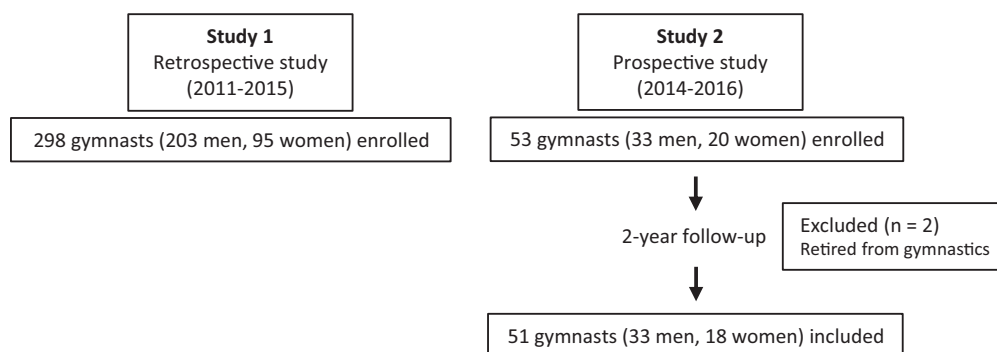 Study 1
Retrospective study
(2011-2015)
298 gymnasts (203 men, 95 women) enrolled
Study 2
Prospective study
(2014-2016)
53 gymnasts (33 men, 20 women) enrolled
2-year follow-up
Excluded (n = 2)
Retired from gymnastics
51 gymnasts (33 men, 18 women) included